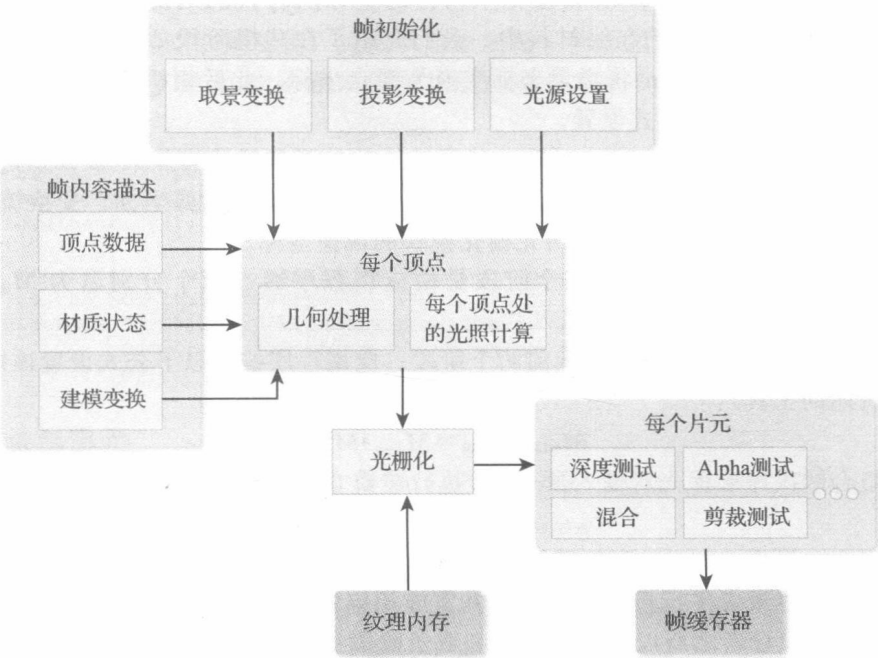 帧初始化
取景变换
投影变换
光源设置
帧内容描述
顶点数据
材质状态
建模变换
每个顶点
几何处理
每个顶点处
的光照计算
光栅化
每个片元
深度测试
Alpha测试
混合
剪裁测试
纹理内存
帧缓存器